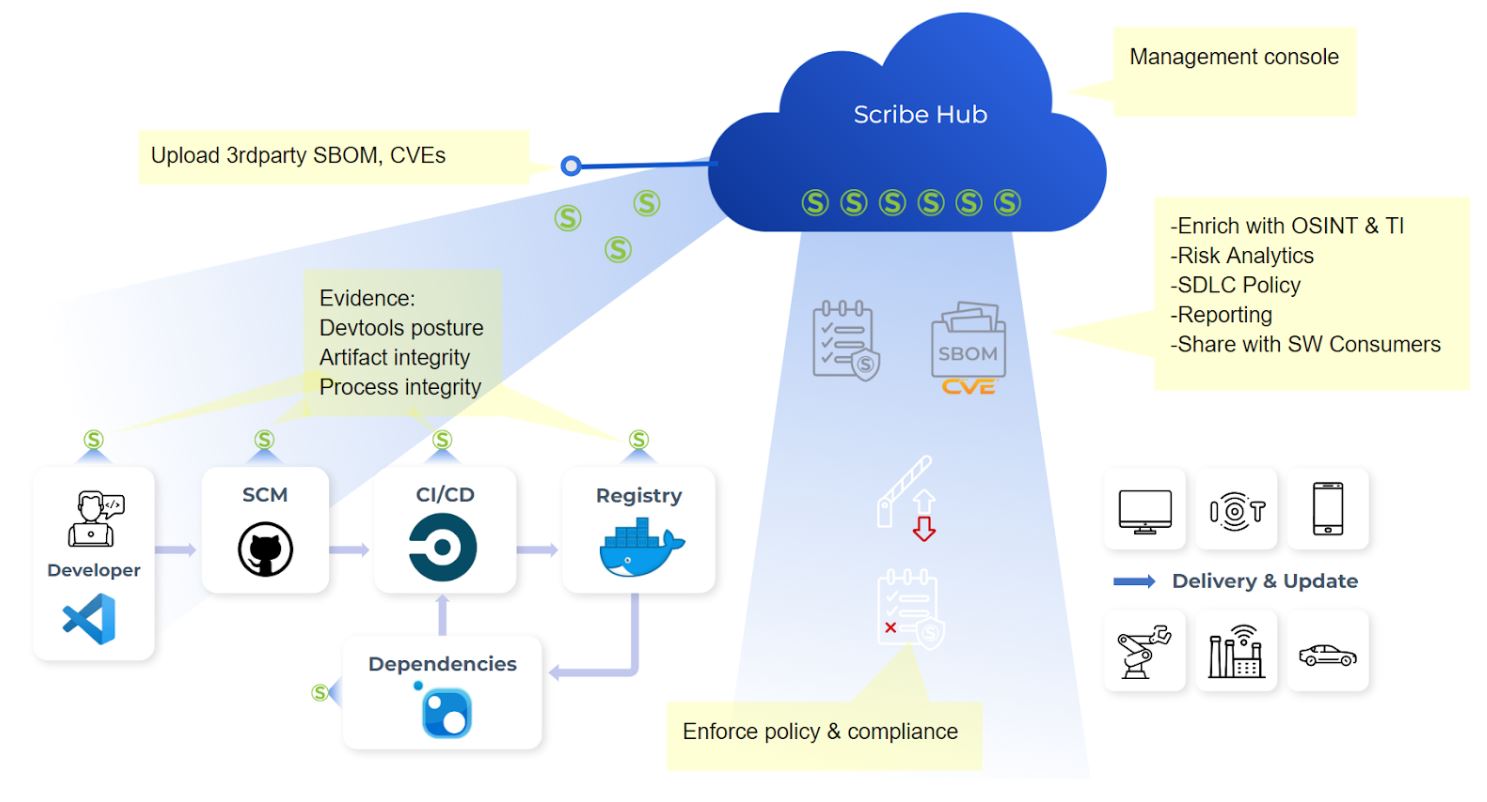 Management console
Scribe Hub
Upload 3rdparty SBOM, CVEs
S
S
S
S S S S S S
-Enrich with OSINT & TI
-Risk Analytics
-SDLC Policy
-Reporting
-Share with SW Consumers
Evidence:
Devtools posture
Artifact integrity
Process integrity
S
SBOM
CVE
S S S S
Developer
</>
SCM
CI/CD
Registry
IOT
Delivery & Update
S
Dependencies
S
Enforce policy & compliance